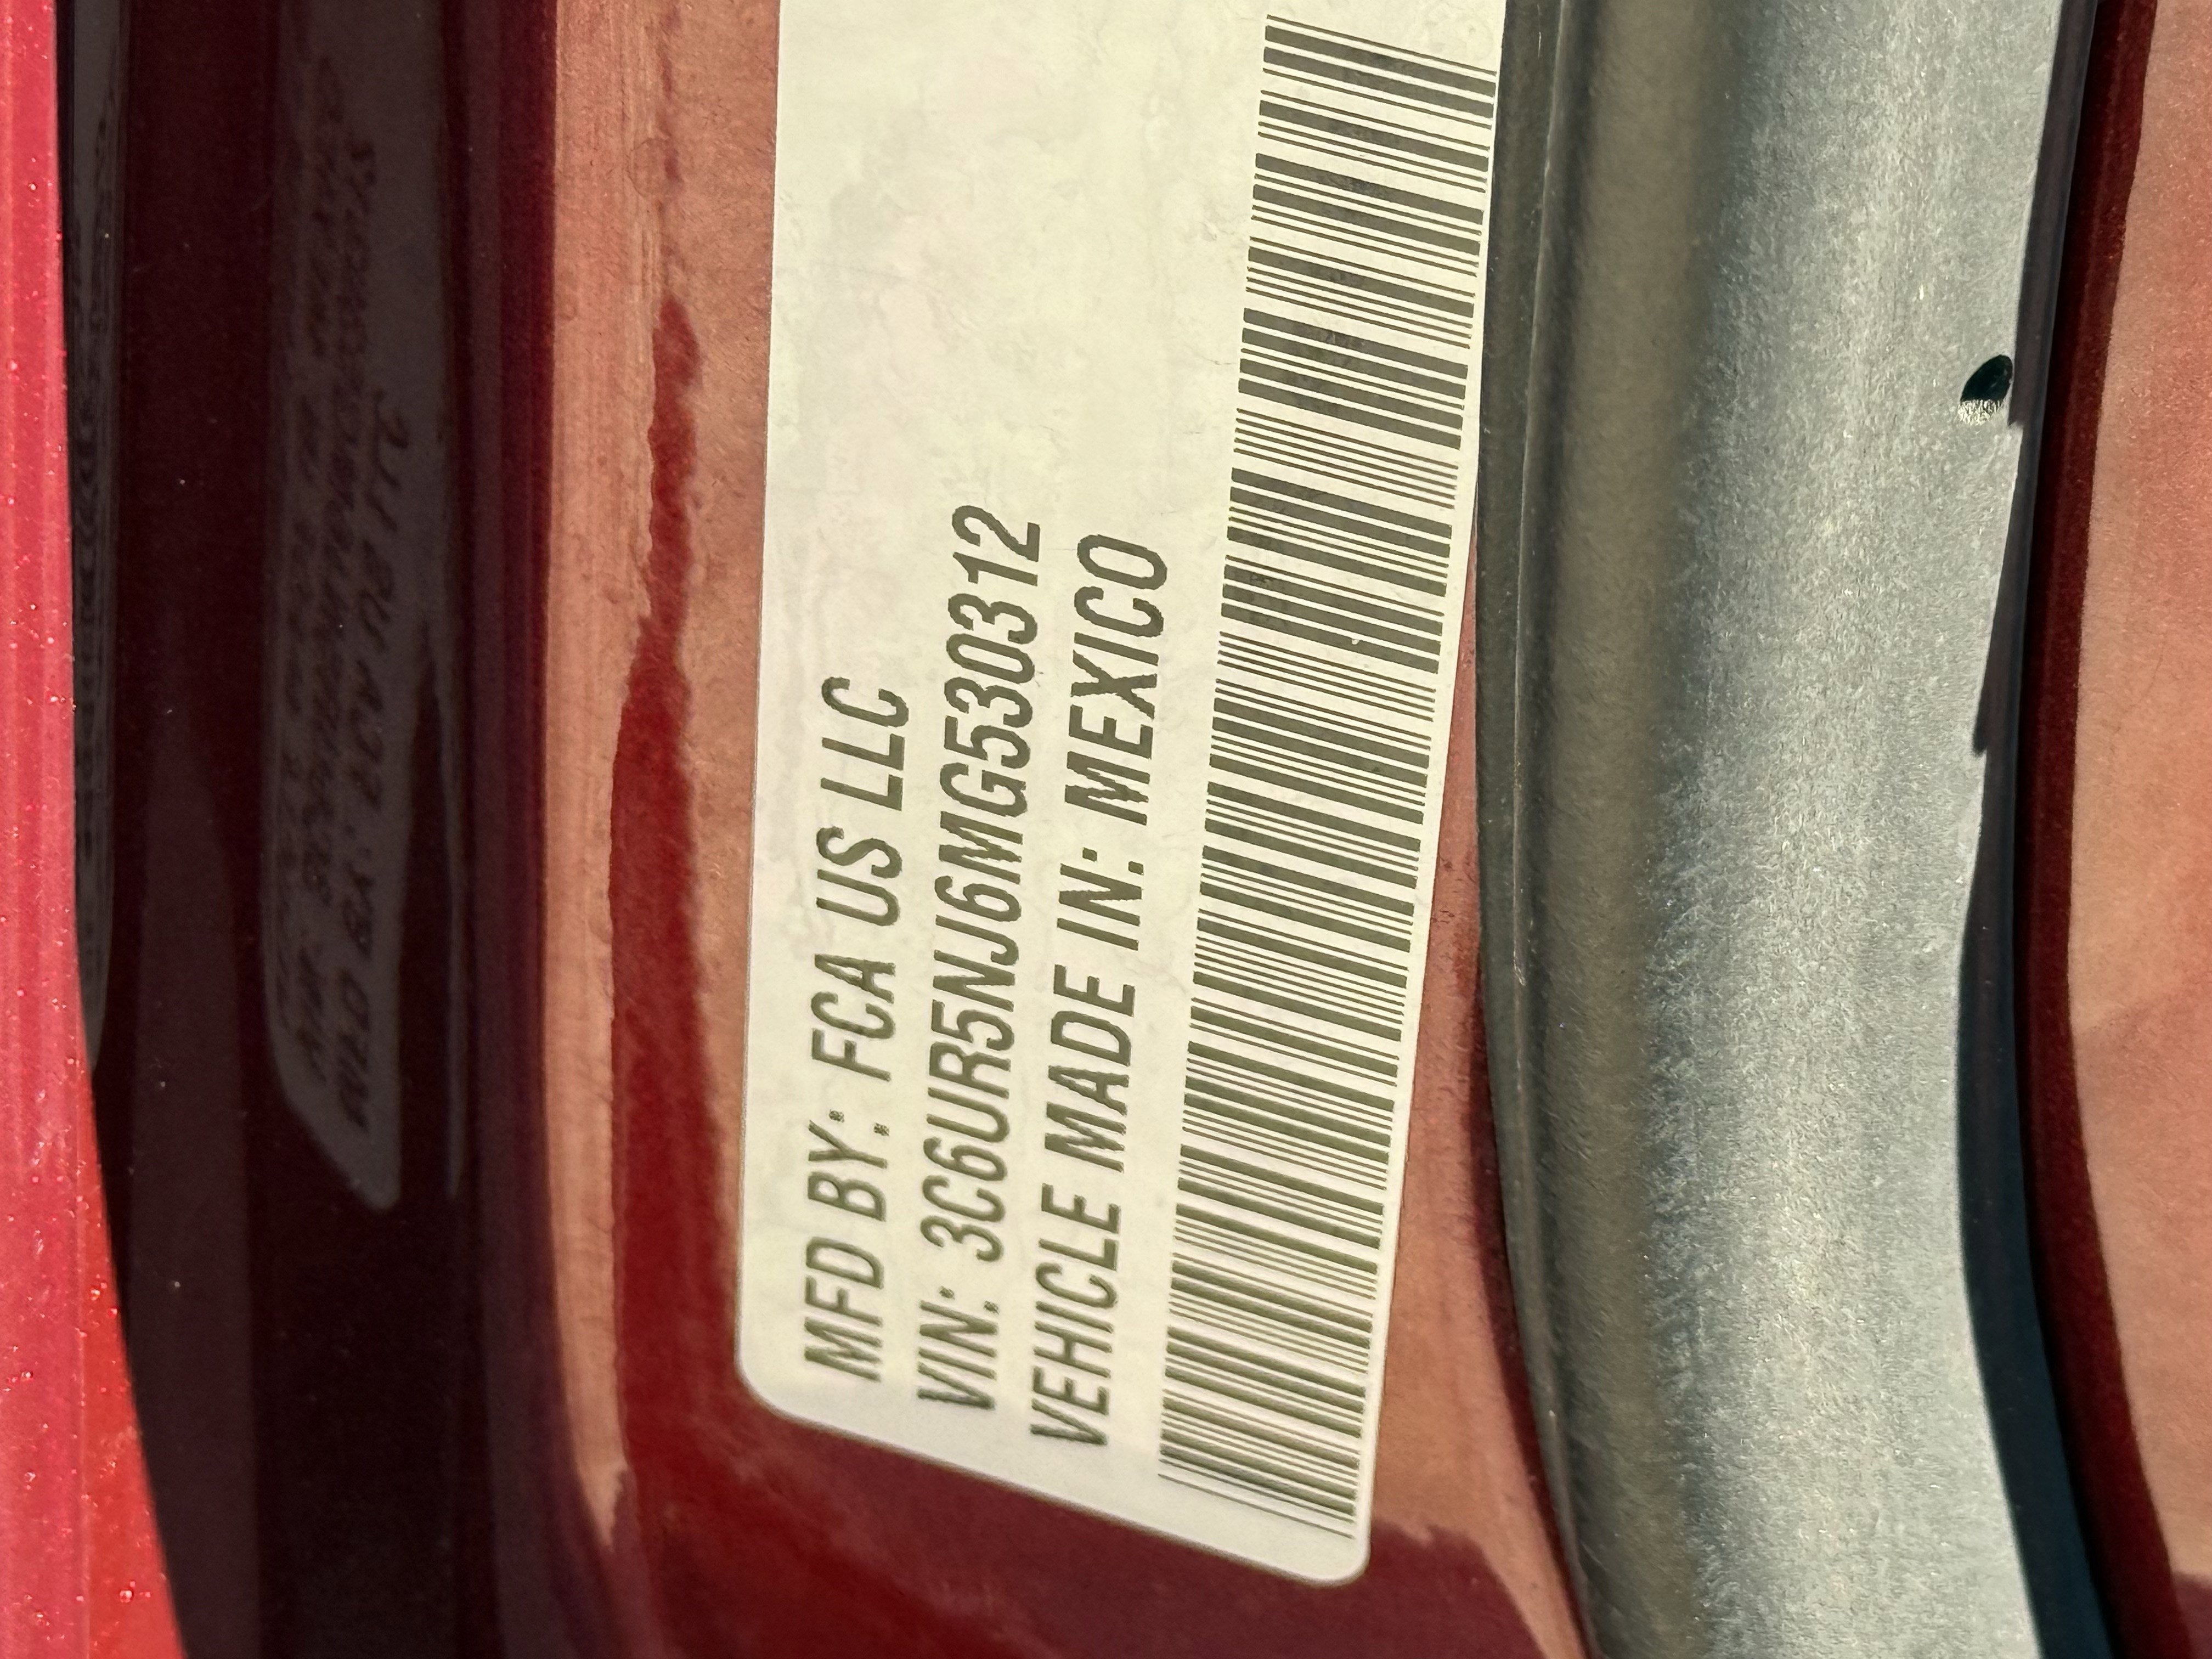 MFD BY: FCA US LLC
VIN: 3C6UR5NJ6MG530312
VEHICLE MADE IN: MEXICO